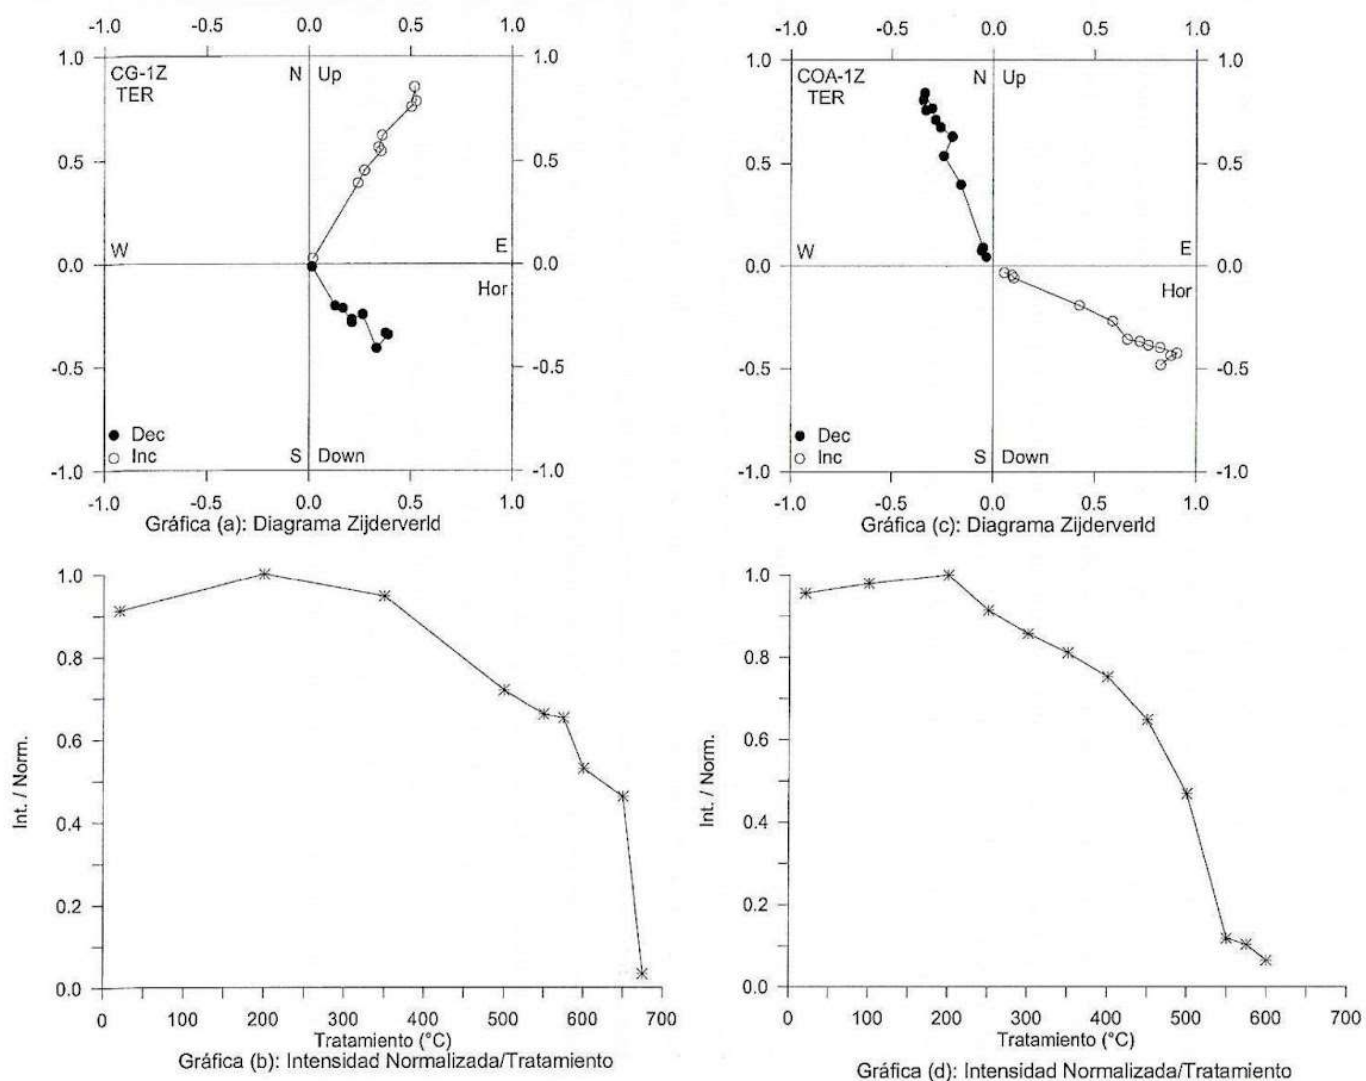 -1.0 -0.5 0.0 0.5 1.0
1.0 1.0
CG-1Z N Up
TER
0.5 0.5
W E
0.0 0.0
Hor
-0.5 -0.5
Dec
Inc S Down
-1.0 -1.0
-1.0 -0.5 0.0 0.5 1.0
Gráfica (a): Diagrama Zijderverld
-1.0 -0.5 0.0 0.5 1.0
1.0 1.0
COA-1Z N Up
TER
0.5 0.5
W E
0.0 0.0
Hor
-0.5 -0.5
Dec
Inc S Down
-1.0 -1.0
-1.0 -0.5 0.0 0.5 1.0
Gráfica (c): Diagrama Zijderverld
1.0
0.8
0.6
0.4
0.2
0.0
Int. / Norm.
0 100 200 300 400 500 600 700
Tratamiento (°C)
Gráfica (b): Intensidad Normalizada/Tratamiento
1.0
0.8
0.6
0.4
0.2
0.0
Int. / Norm.
0 100 200 300 400 500 600 700
Tratamiento (°C)
Gráfica (d): Intensidad Normalizada/Tratamiento